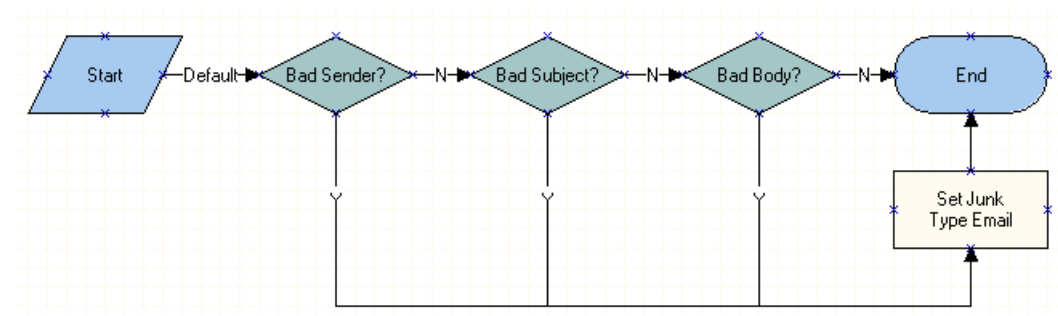 Start
Default
Bad Sender?
N
Bad Subject?
N
Bad Body?
N
End
Y
Y
Y
Set Junk
Type Email